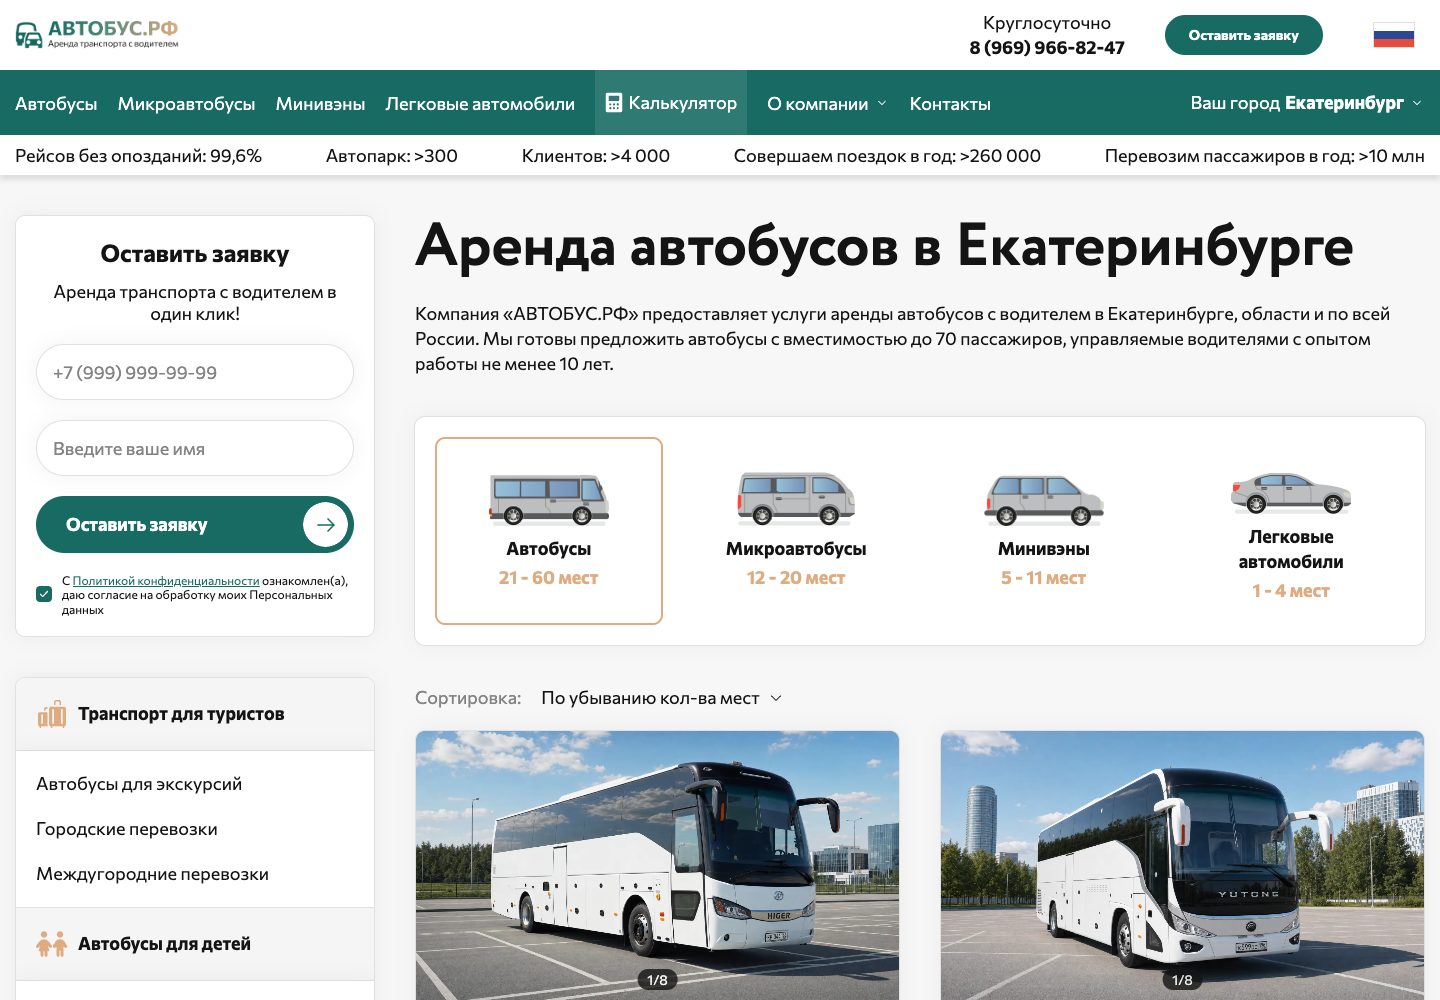 АВТОБУС.РФ
Аренда транспорта с водителем
Круглосуточно
8 (969) 966-82-47
Оставить заявку
Автобусы
Микроавтобусы
Минивэны
Легковые автомобили
Калькулятор
О компании
Контакты
Ваш город Екатеринбург
Рейсов без опозданий: 99,6%
Автопарк: >300
Клиентов: >4 000
Совершаем поездок в год: >260 000
Перевозим пассажиров в год: >10 млн
Оставить заявку
Аренда транспорта с водителем в
один клик!
+7 (999) 999-99-99
Введите ваше имя
Оставить заявку
С Политикой конфиденциальности ознакомлен(а),
даю согласие на обработку моих Персональных
данных
Транспорт для туристов
Автобусы для экскурсий
Городские перевозки
Междугородние перевозки
Автобусы для детей
Аренда автобусов в Екатеринбурге
Компания «АВТОБУС.РФ» предоставляет услуги аренды автобусов с водителем в Екатеринбурге, области и по всей
России. Мы готовы предложить автобусы с вместимостью до 70 пассажиров, управляемые водителями с опытом
работы не менее 10 лет.
Автобусы
21 - 60 мест
Микроавтобусы
12 - 20 мест
Минивэны
5 - 11 мест
Легковые
автомобили
1 - 4 мест
Сортировка: По убыванию кол-ва мест
HIGER
1/8
YUTONG
1/8